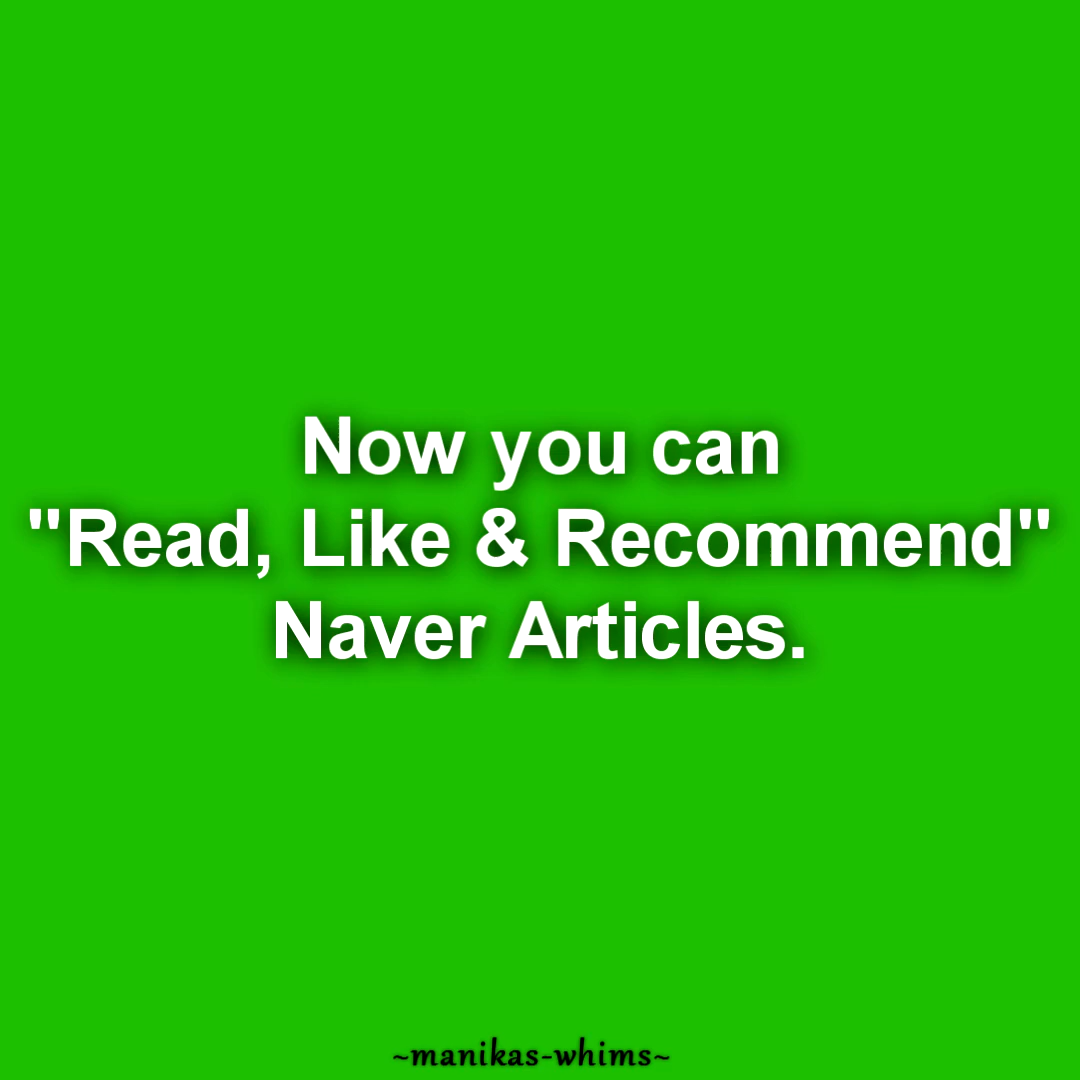 Now you can
"Read, Like & Recommend"
Naver Articles.
~manikas-whims~